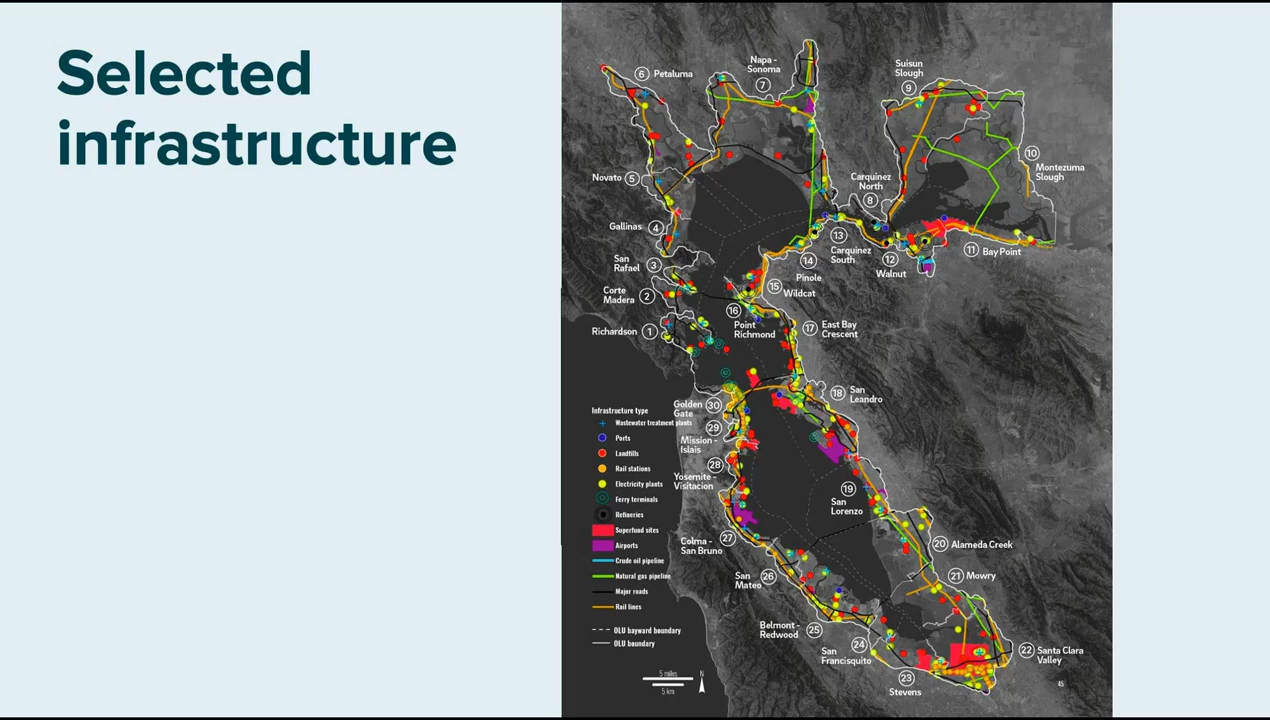 Selected
infrastructure
6 Petaluma
Napa -
Sonoma
7
Suisun
Slough
9
10
Montezuma
Slough
Novato 5
Carquinez
North
8
Gallinas 4
13
Carquinez
South
11 Bay Point
12
Walnut
San
Rafael 3
14
Pinole
Corte
Madera 2
15
Wildcat
16
Point
Richmond
Richardson 1
17 East Bay
Crescent
18 San
Leandro
Golden
Gate 30
29
Mission -
Islais
28
Yosemite -
Visitacion
19
San
Lorenzo
27
Colma -
San Bruno
20 Alameda Creek
San
Mateo 26
21 Mowry
Belmont -
Redwood 25
24
San
Francisquito
22 Santa Clara
Valley
23
Stevens
Infrastructure type
Wastewater treatment plants
Ports
Landfills
Rail stations
Electricity plants
Ferry terminals
Refineries
Superfund sites
Airports
Crude oil pipeline
Natural gas pipeline
Major roads
Rail lines
OLU bayward boundary
OLU boundary
5 miles
5 km
N
45